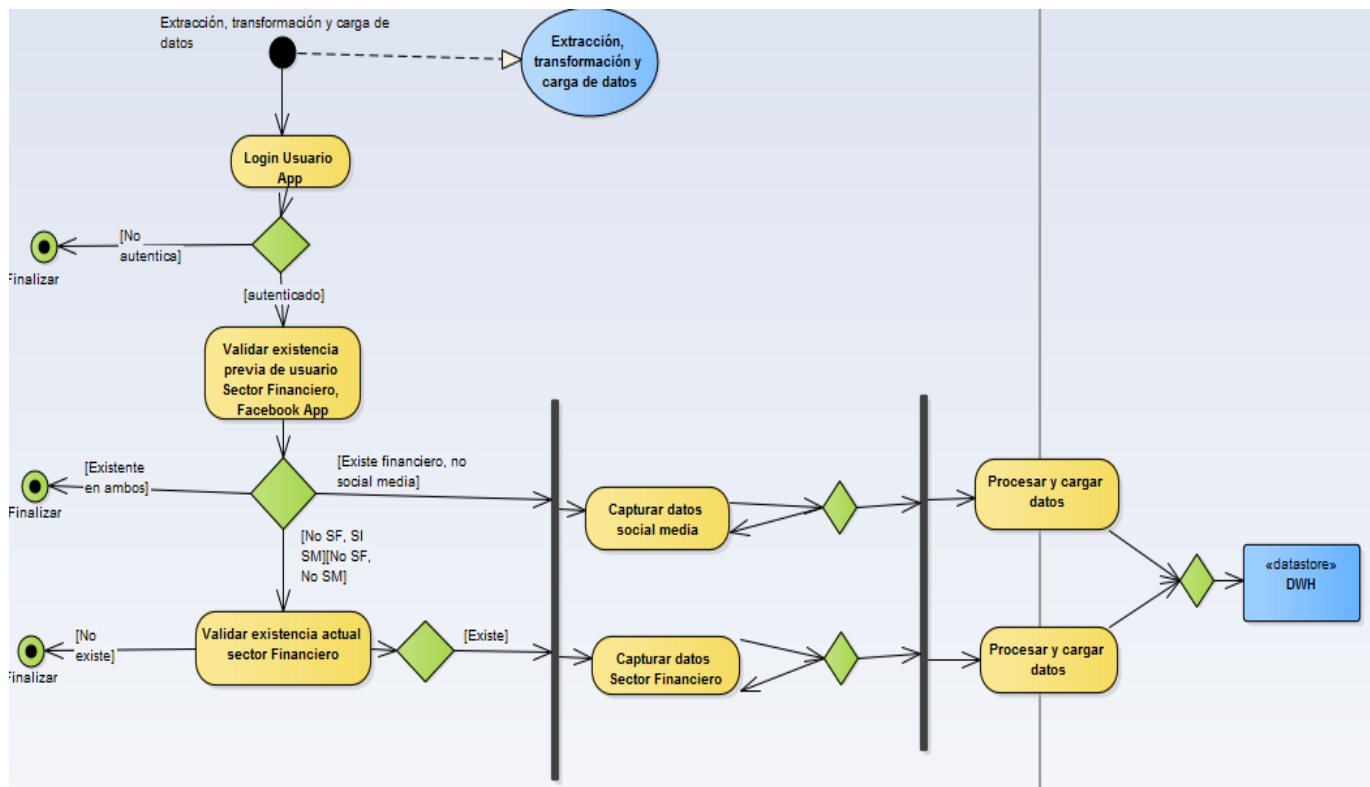 Extracción, transformación y carga de
datos
Extracción,
transformación y
carga de datos
Login Usuario
App
[No
autentica]
Finalizar
[autenticado]
Validar existencia
previa de usuario
Sector Financiero,
Facebook App
[Existente
en ambos]
Finalizar
[Existe financiero, no
social media]
Capturar datos
social media
Procesar y cargar
datos
[No SF, SI
SM][No SF,
No SM]
«datastore»
DWH
[No
existe]
Finalizar
Validar existencia actual
sector Financiero
[Existe]
Capturar datos
Sector Financiero
Procesar y cargar
datos